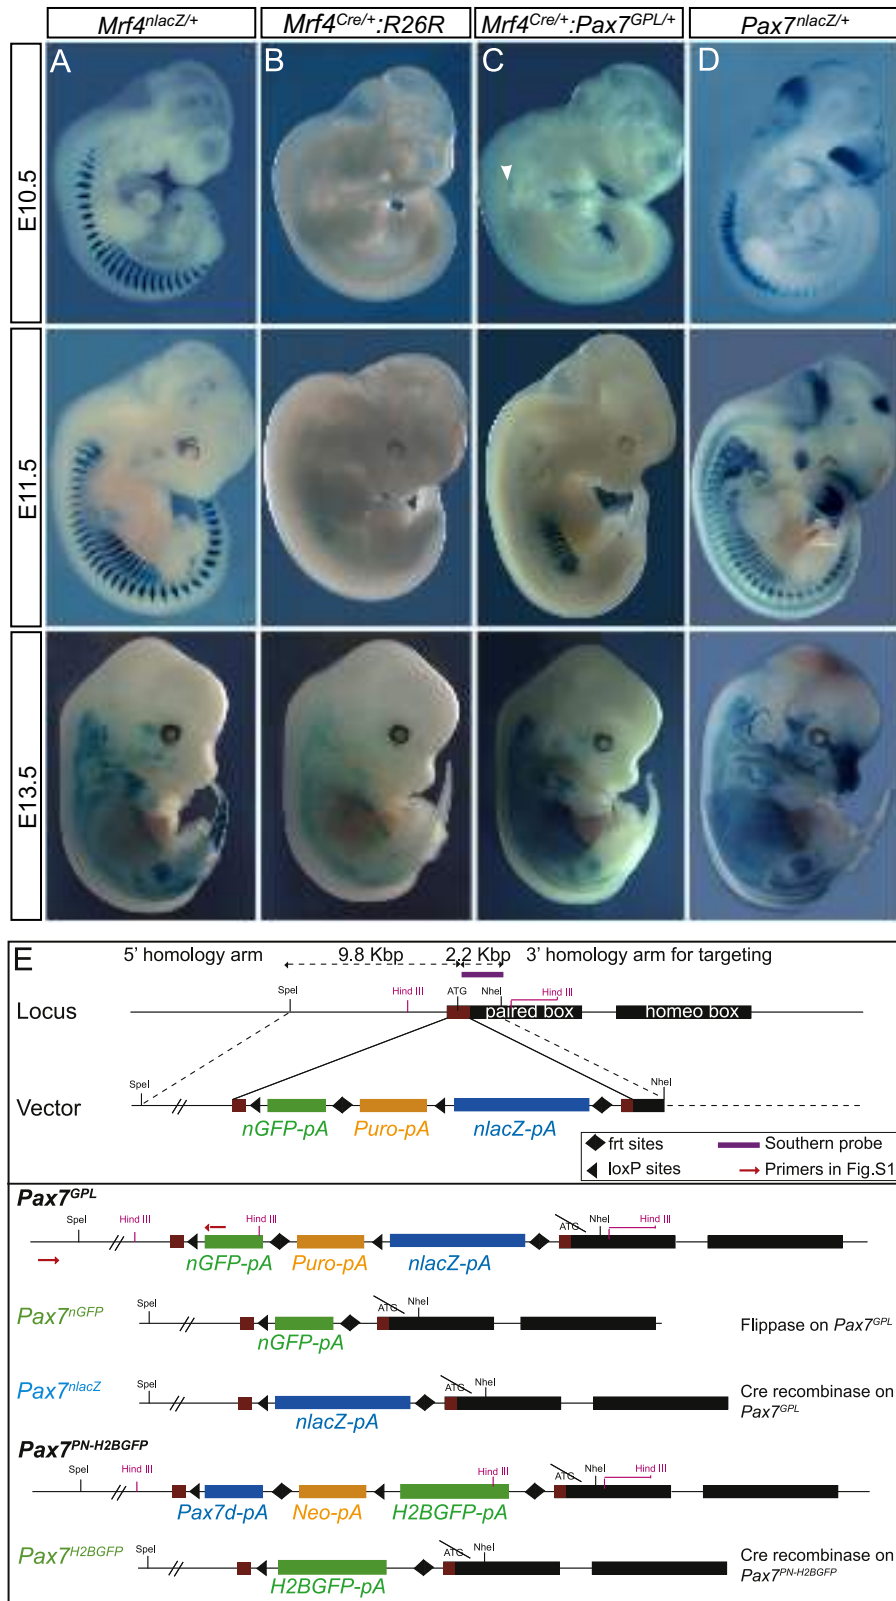 Mrf4nlacZ/+ Mrf4Cre/+:R26R Mrf4Cre/+:Pax7GPL/+ Pax7nlacZ/+
A B C D
E10.5
E11.5
E13.5
E
5' homology arm 9.8 Kbp 2.2 Kbp 3' homology arm for targeting
SpeI Hind III ATG NheI Hind III
Locus paired box homeo box
SpeI NheI
Vector
nGFP-pA Puro-pA nlacZ-pA
frt sites Southern probe
loxP sites Primers in Fig.S1
Pax7GPL
SpeI Hind III Hind III ATG NheI Hind III
nGFP-pA Puro-pA nlacZ-pA
SpeI ATG NheI
Pax7nGFP
nGFP-pA
Flippase on Pax7GPL
SpeI ATG NheI
Pax7nlacZ
nlacZ-pA
Cre recombinase on
Pax7GPL
Pax7PN-H2BGFP
SpeI Hind III Hind III ATG NheI Hind III
Pax7d-pA Neo-pA H2BGFP-pA
SpeI ATG NheI
Pax7H2BGFP
H2BGFP-pA
Cre recombinase on
Pax7PN-H2BGFP